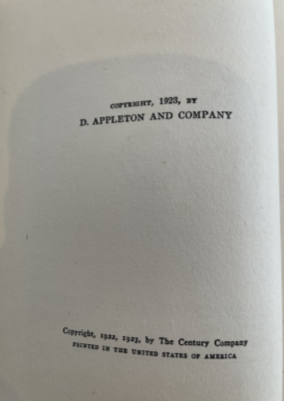 COPYRIGHT, 1923, BY
D. APPLETON AND COMPANY
Copyright, 1922, 1923, by The Century Company
PRINTED IN THE UNITED STATES OF AMERICA